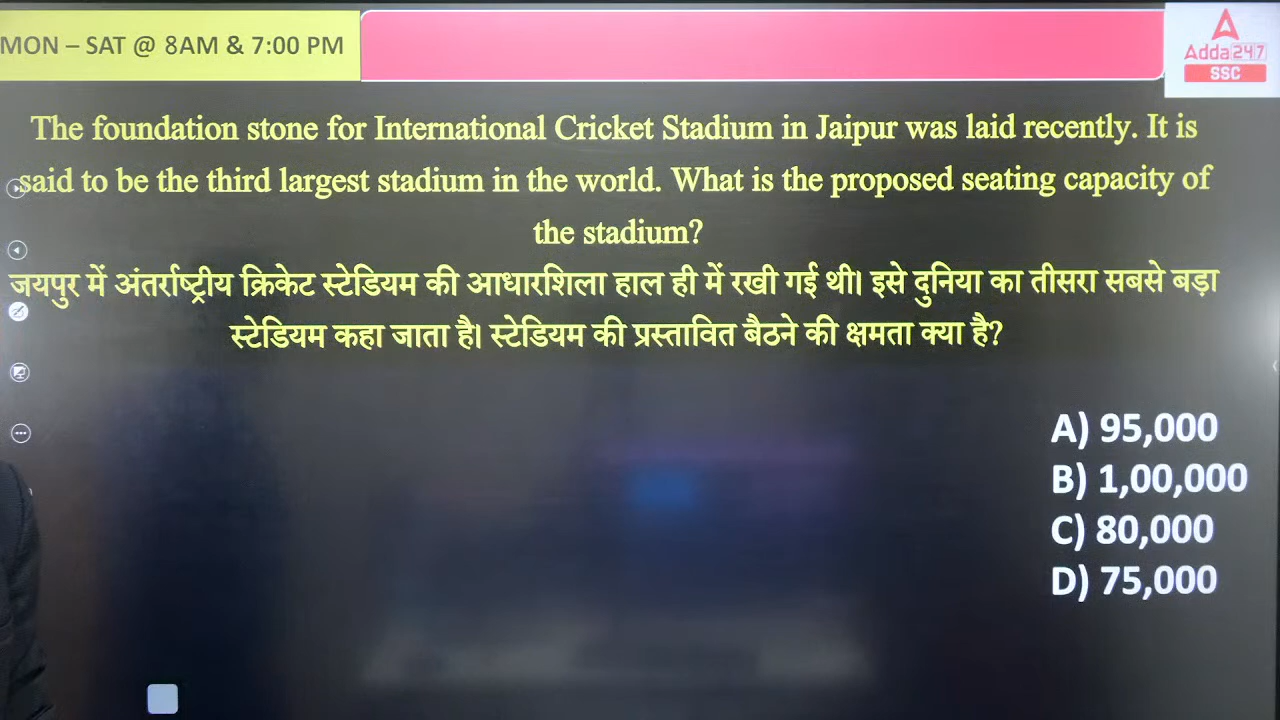 MON – SAT @ 8AM & 7:00 PM
Adda247
SSC
The foundation stone for International Cricket Stadium in Jaipur was laid recently. It is
said to be the third largest stadium in the world. What is the proposed seating capacity of
the stadium?
जयपुर में अंतर्राष्ट्रीय क्रिकेट स्टेडियम की आधारशिला हाल ही में रखी गई थी। इसे दुनिया का तीसरा सबसे बड़ा
स्टेडियम कहा जाता है। स्टेडियम की प्रस्तावित बैठने की क्षमता क्या है?
A) 95,000
B) 1,00,000
C) 80,000
D) 75,000